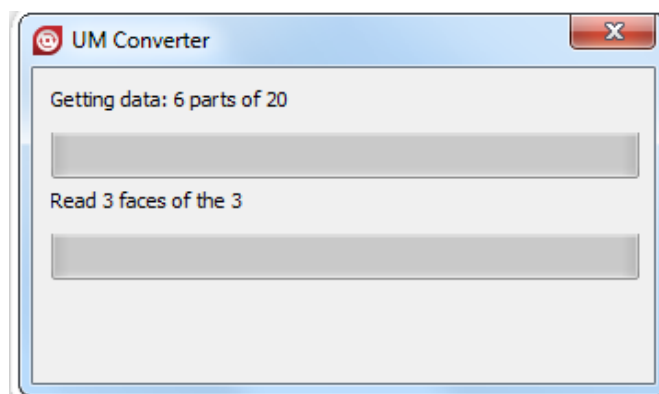 UM Converter
Getting data: 6 parts of 20
Read 3 faces of the 3